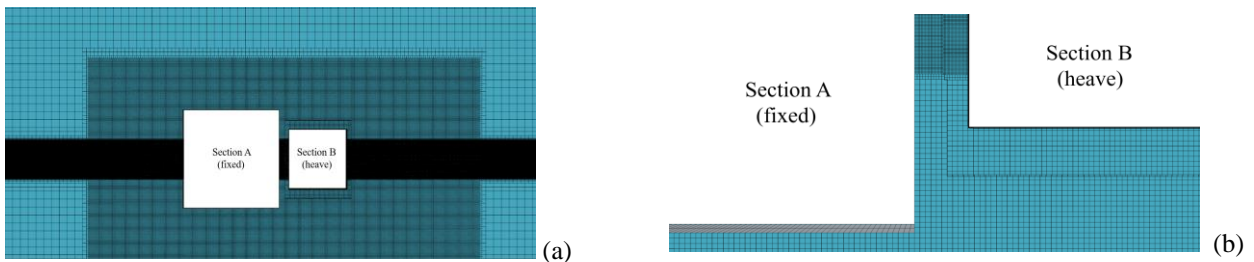 Section A
(fixed)
Section B
(heave)
(a)
Section A
(fixed)
Section B
(heave)
(b)